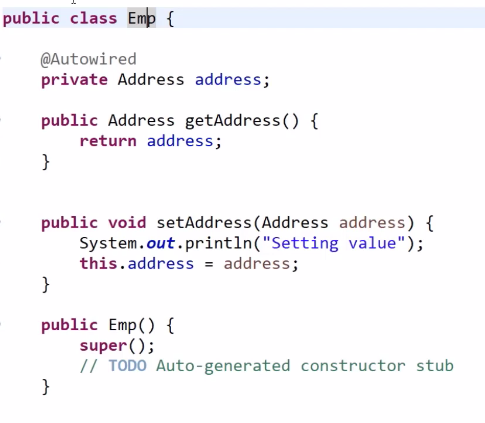 public class Emp {
@Autowired
private Address address;
public Address getAddress() {
return address;
}
public void setAddress(Address address) {
System.out.println("Setting value");
this.address = address;
}
public Emp() {
super();
// TODO Auto-generated constructor stub
}